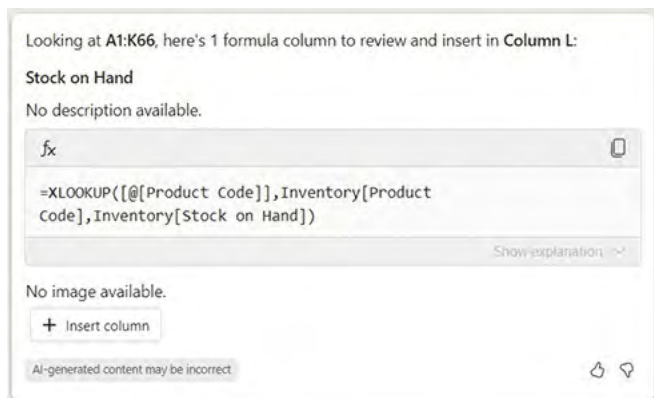 Looking at A1:K66, here's 1 formula column to review and insert in Column L:
Stock on Hand
No description available.
fx
=XLOOKUP([@[Product Code]],Inventory[Product
Code],Inventory[Stock on Hand])
Show explanation
No image available.
+ Insert column
AI-generated content may be incorrect